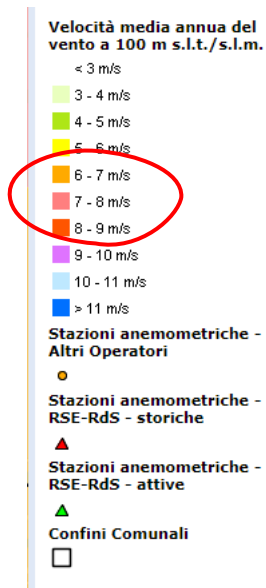 Velocità media annua del
vento a 100 m s.l.t./s.l.m.
< 3 m/s
3 - 4 m/s
4 - 5 m/s
5 - 6 m/s
6 - 7 m/s
7 - 8 m/s
8 - 9 m/s
9 - 10 m/s
10 - 11 m/s
> 11 m/s
Stazioni anemometriche -
Altri Operatori
Stazioni anemometriche -
RSE-RdS - storiche
Stazioni anemometriche -
RSE-RdS - attive
Confini Comunali